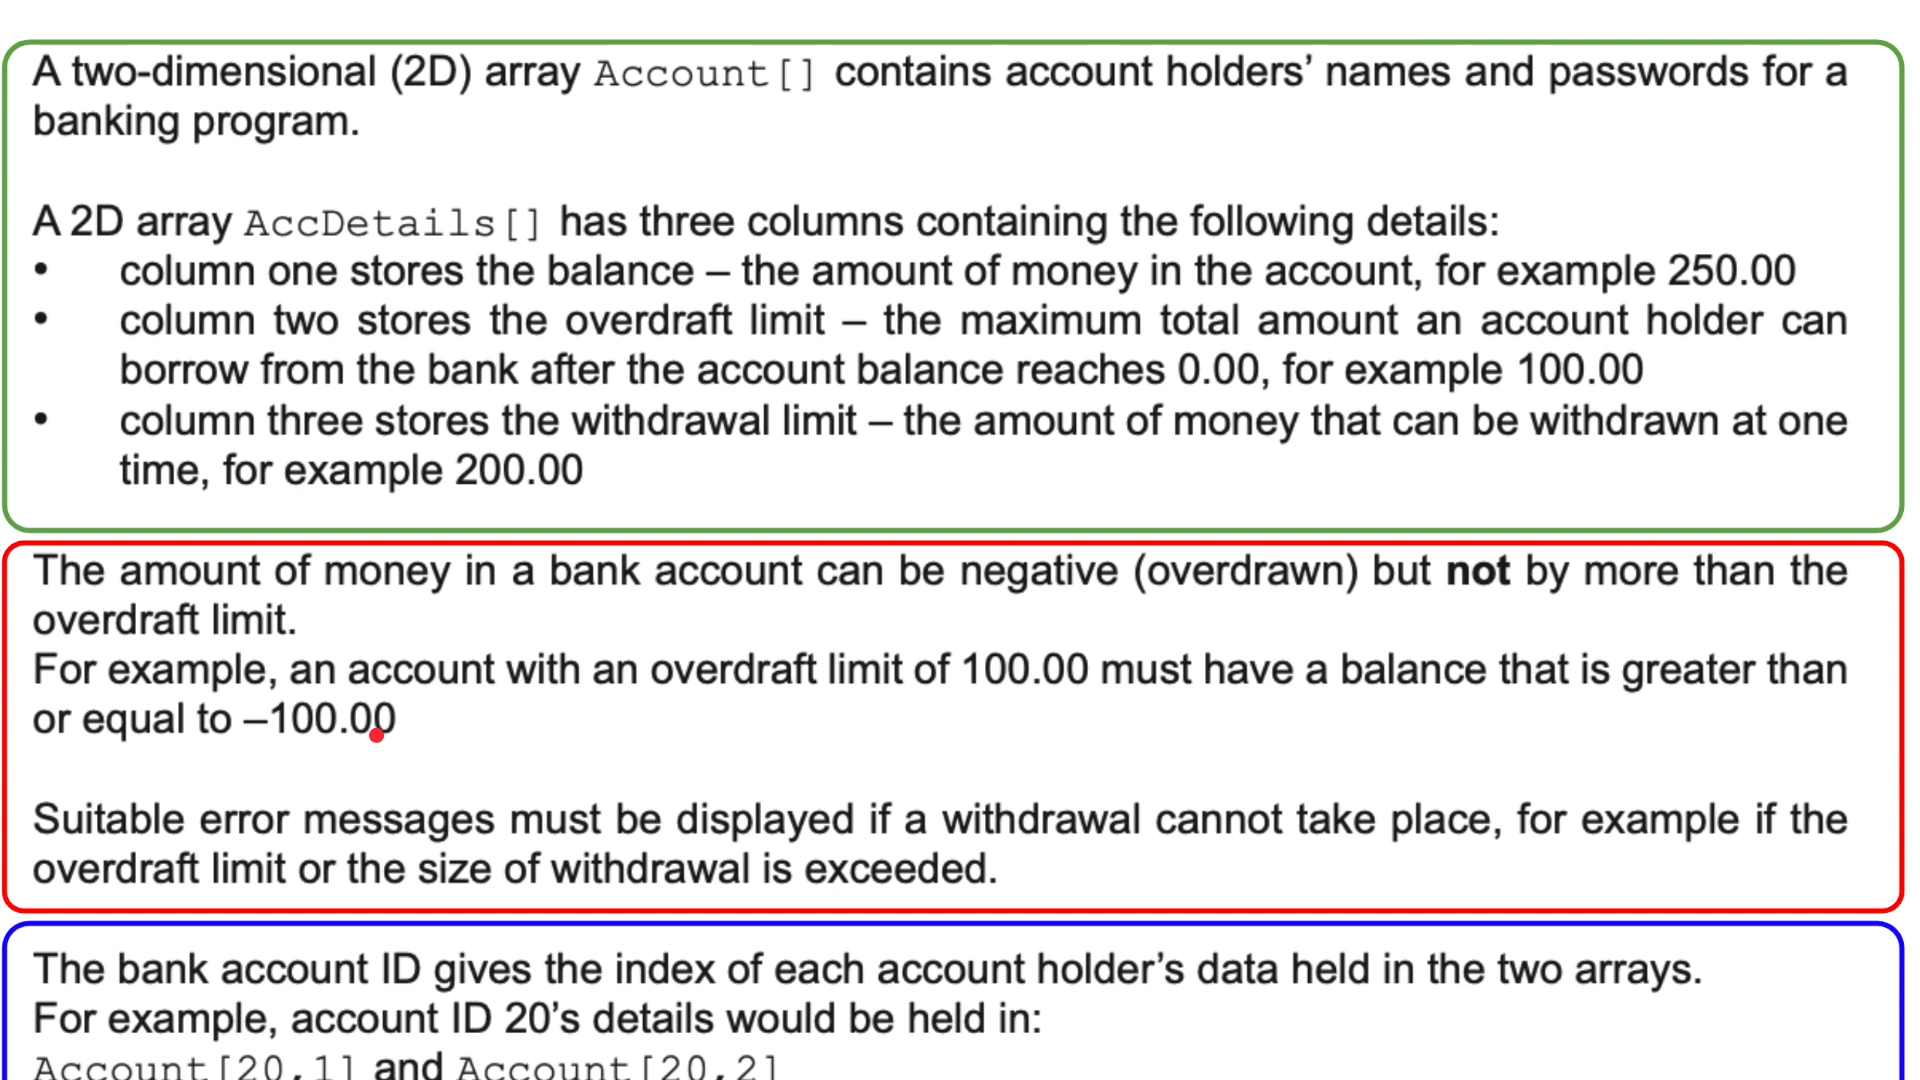 A two-dimensional (2D) array Account[] contains account holders’ names and passwords for a
banking program.
A 2D array AccDetails[] has three columns containing the following details:
• column one stores the balance – the amount of money in the account, for example 250.00
• column two stores the overdraft limit – the maximum total amount an account holder can
borrow from the bank after the account balance reaches 0.00, for example 100.00
• column three stores the withdrawal limit – the amount of money that can be withdrawn at one
time, for example 200.00
The amount of money in a bank account can be negative (overdrawn) but not by more than the
overdraft limit.
For example, an account with an overdraft limit of 100.00 must have a balance that is greater than
or equal to –100.00
Suitable error messages must be displayed if a withdrawal cannot take place, for example if the
overdraft limit or the size of withdrawal is exceeded.
The bank account ID gives the index of each account holder’s data held in the two arrays.
For example, account ID 20’s details would be held in:
Account[20,1] and Account[20,2]